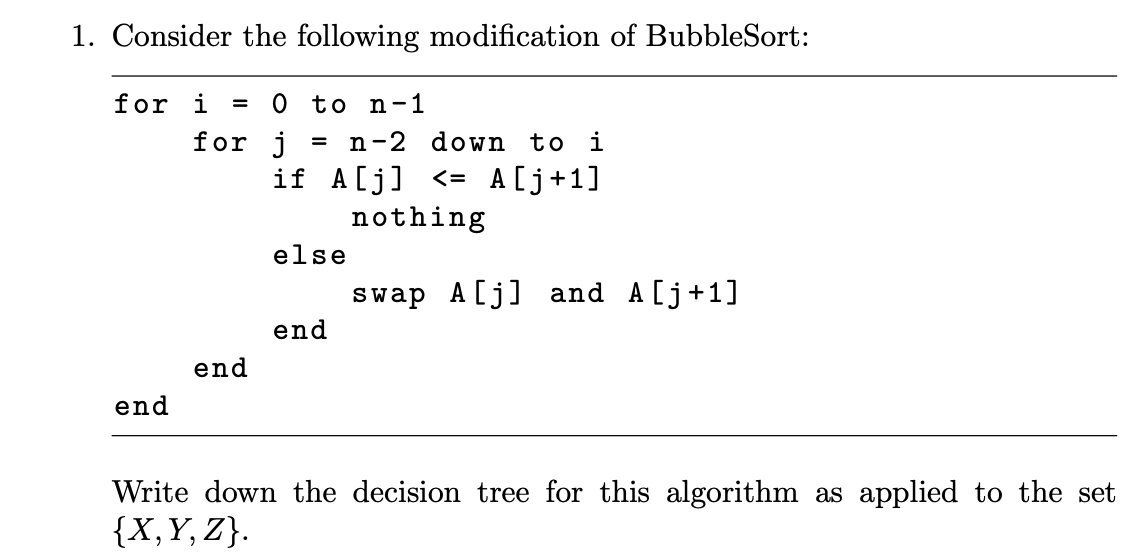 1. Consider the following modification of BubbleSort:
for i = 0 to n-1
for j = n-2 down to i
if A[j] <= A[j+1]
nothing
else
swap A[j] and A[j+1]
end
end
end
Write down the decision tree for this algorithm as applied to the set
{X, Y, Z}.